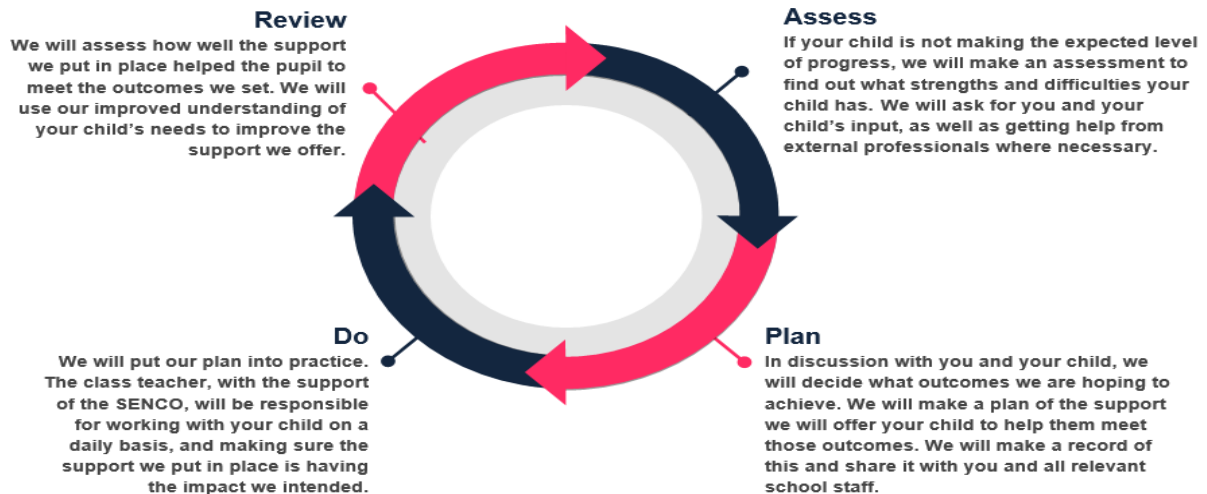 Review
We will assess how well the support
we put in place helped the pupil to
meet the outcomes we set. We will
use our improved understanding of
your child’s needs to improve the
support we offer.
Assess
If your child is not making the expected level
of progress, we will make an assessment to
find out what strengths and difficulties your
child has. We will ask for you and your
child’s input, as well as getting help from
external professionals where necessary.
Do
We will put our plan into practice.
The class teacher, with the support
of the SENCO, will be responsible
for working with your child on a
daily basis, and making sure the
support we put in place is having
the impact we intended.
Plan
In discussion with you and your child, we
will decide what outcomes we are hoping to
achieve. We will make a plan of the support
we will offer your child to help them meet
those outcomes. We will make a record of
this and share it with you and all relevant
school staff.